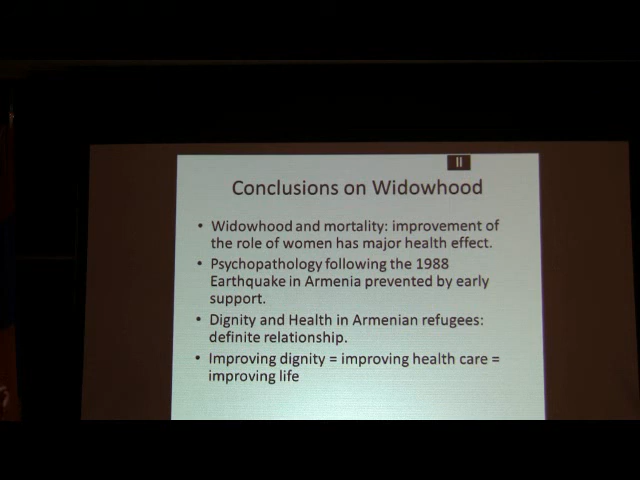 Conclusions on Widowhood
• Widowhood and mortality: improvement of
the role of women has major health effect.
• Psychopathology following the 1988
Earthquake in Armenia prevented by early
support.
• Dignity and Health in Armenian refugees:
definite relationship.
• Improving dignity = improving health care =
improving life